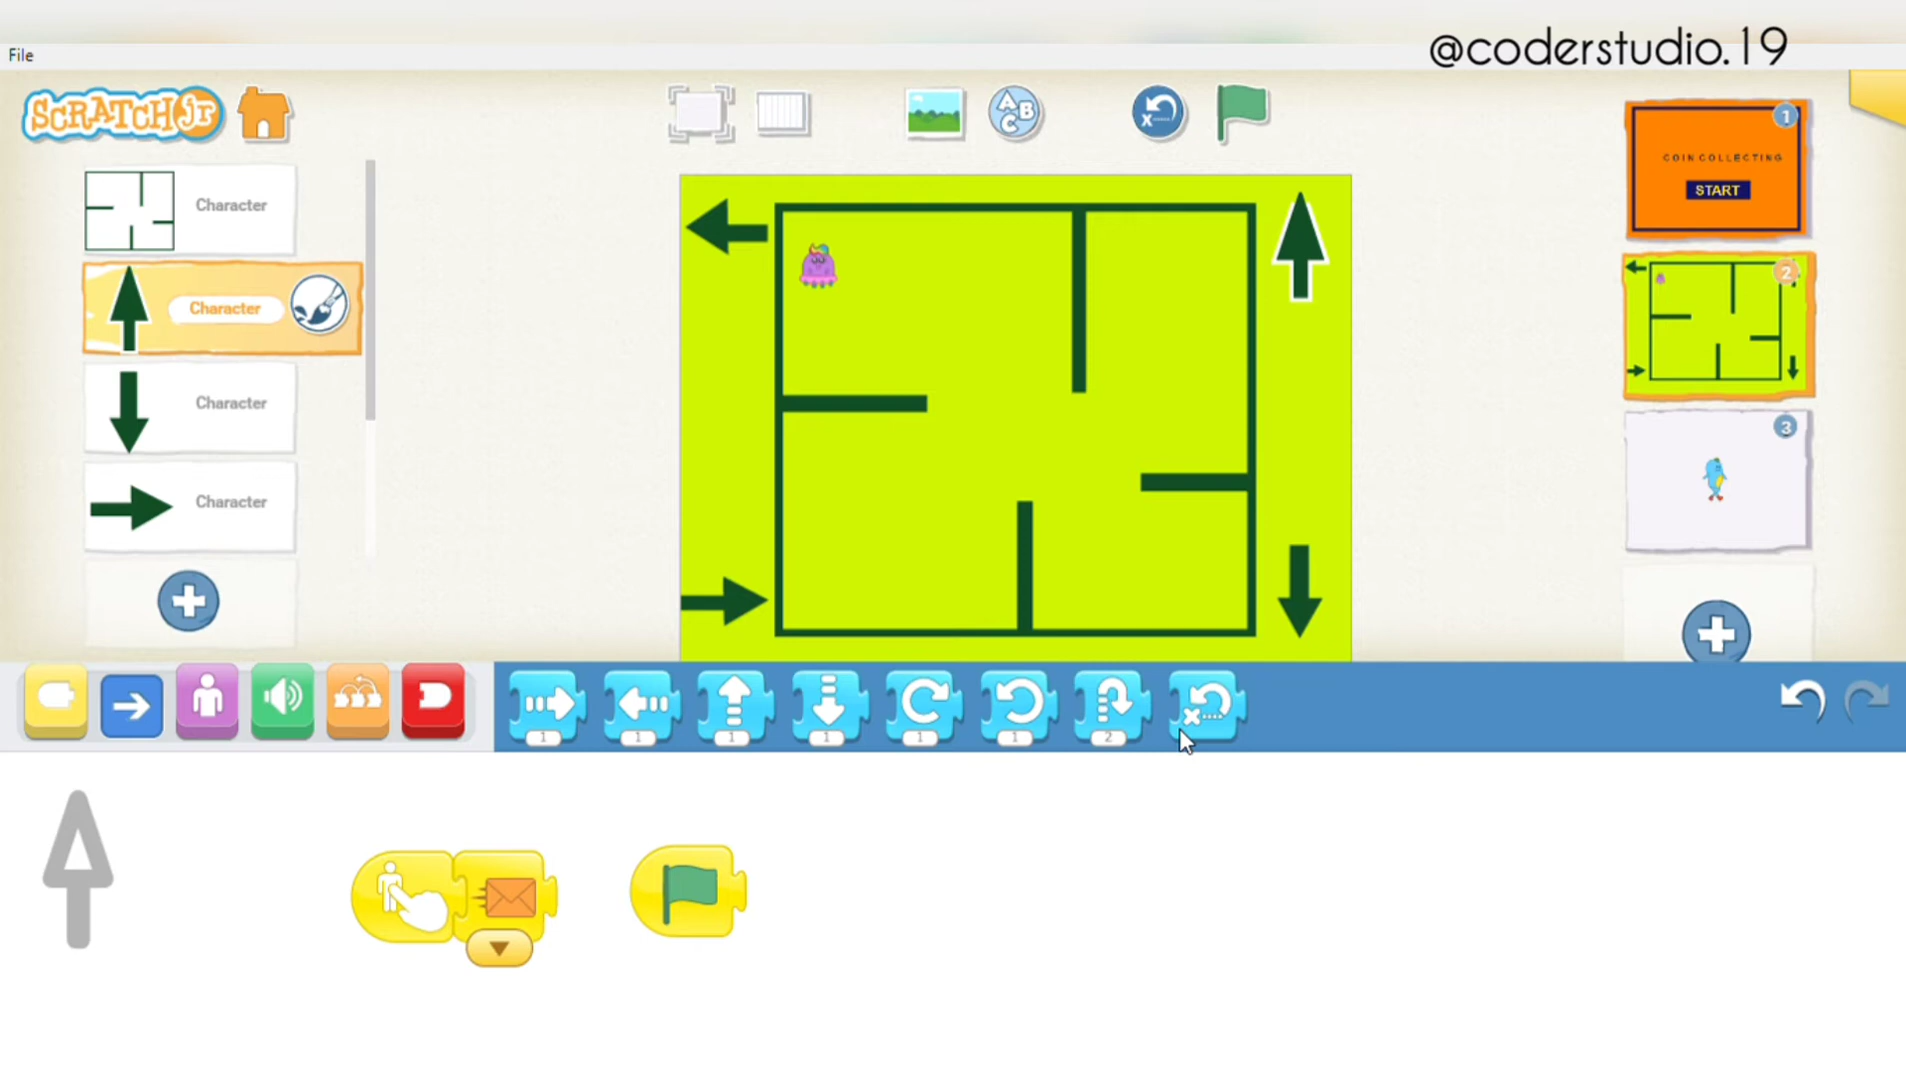 @coderstudio.19
File
SCRATCHJr
A
B
C
x
1
COIN COLLECTING
START
Character
2
Character
Character
3
Character
1
1
1
1
1
1
2
x